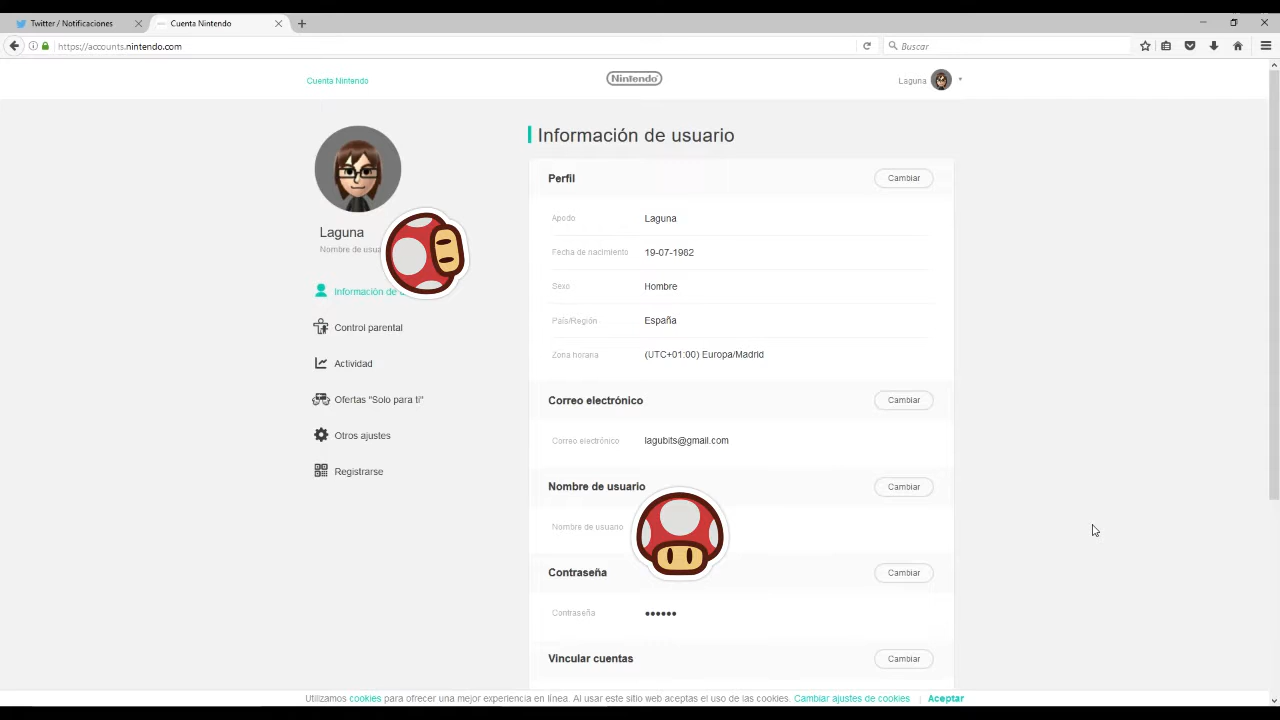 Twitter / Notificaciones
Cuenta Nintendo
https://accounts.nintendo.com
Buscar
Cuenta Nintendo
Nintendo
Laguna
Laguna
Nombre de
Información de
Control parental
Actividad
Ofertas "Solo para ti"
Otros ajustes
Registrarse
Información de usuario
Perfil
Cambiar
Apodo
Laguna
Fecha de nacimiento
19-07-1982
Sexo
Hombre
País/Región
España
Zona horaria
(UTC+01:00) Europa/Madrid
Correo electrónico
Cambiar
Correo electrónico
lagubits@gmail.com
Nombre de usuario
Cambiar
Nombre de usuario
Contraseña
Cambiar
Contraseña
••••••
Vincular cuentas
Cambiar
Utilizamos cookies para ofrecer una mejor experiencia en línea. Al usar este sitio web aceptas el uso de las cookies. Cambiar ajustes de cookies. | Aceptar